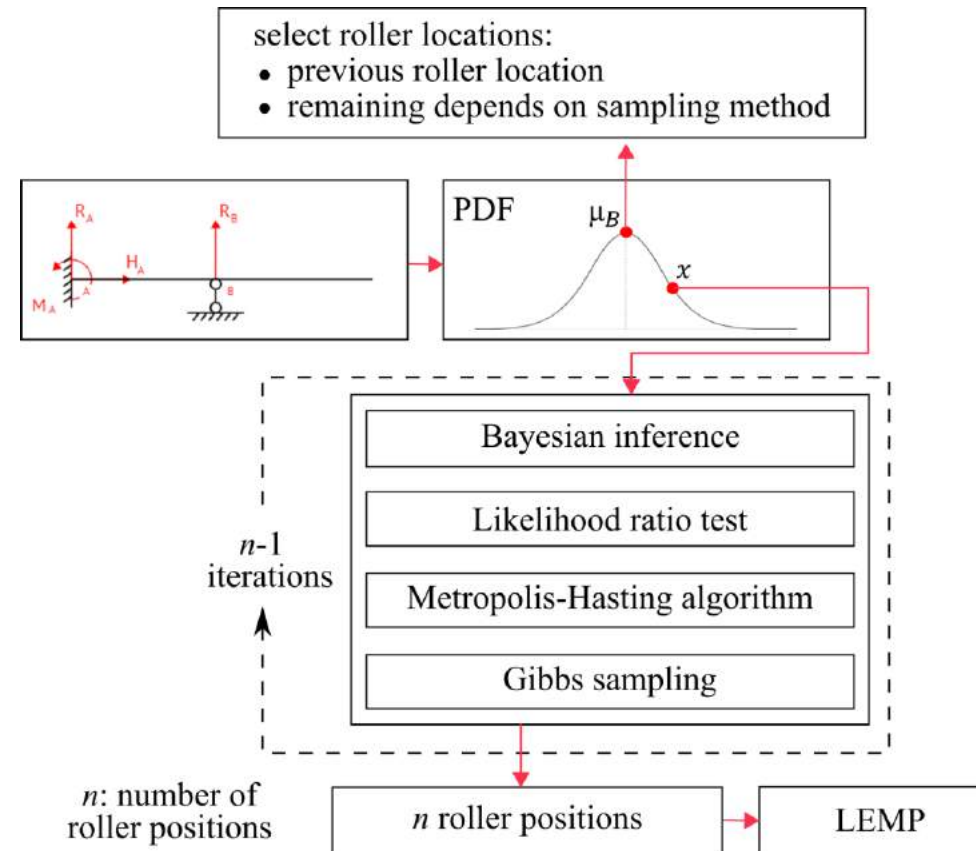 select roller locations:
• previous roller location
• remaining depends on sampling method
R_A
R_B
H_A
A
B
M_A
PDF
μ_B
x
Bayesian inference
Likelihood ratio test
Metropolis-Hasting algorithm
Gibbs sampling
n-1
iterations
n: number of
roller positions
n roller positions
LEMP